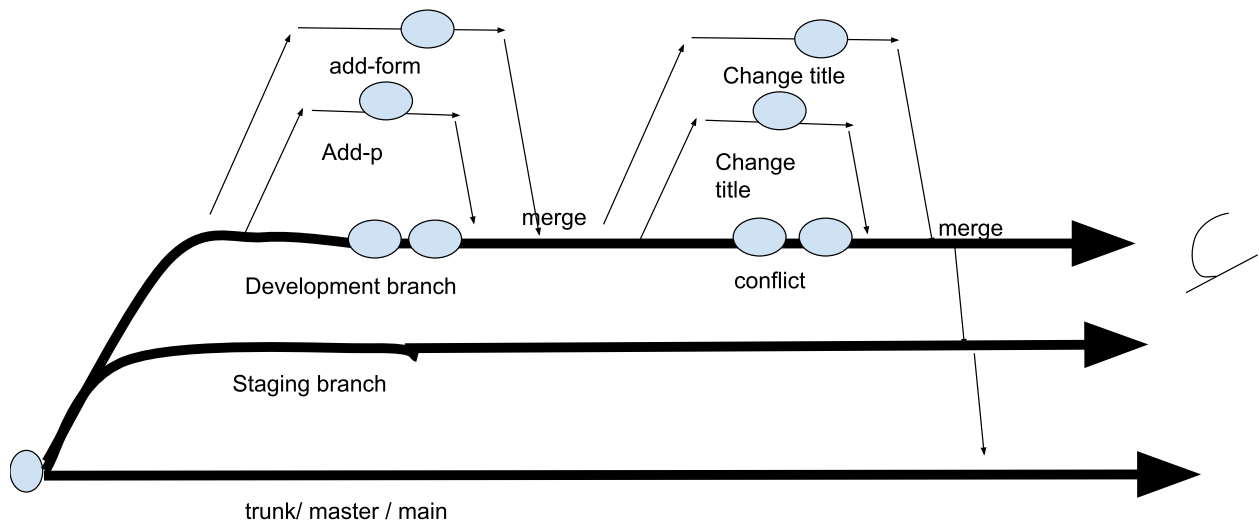 add-form
Change title
Add-p
Change
title
merge
merge
Development branch
conflict
Staging branch
trunk/ master / main